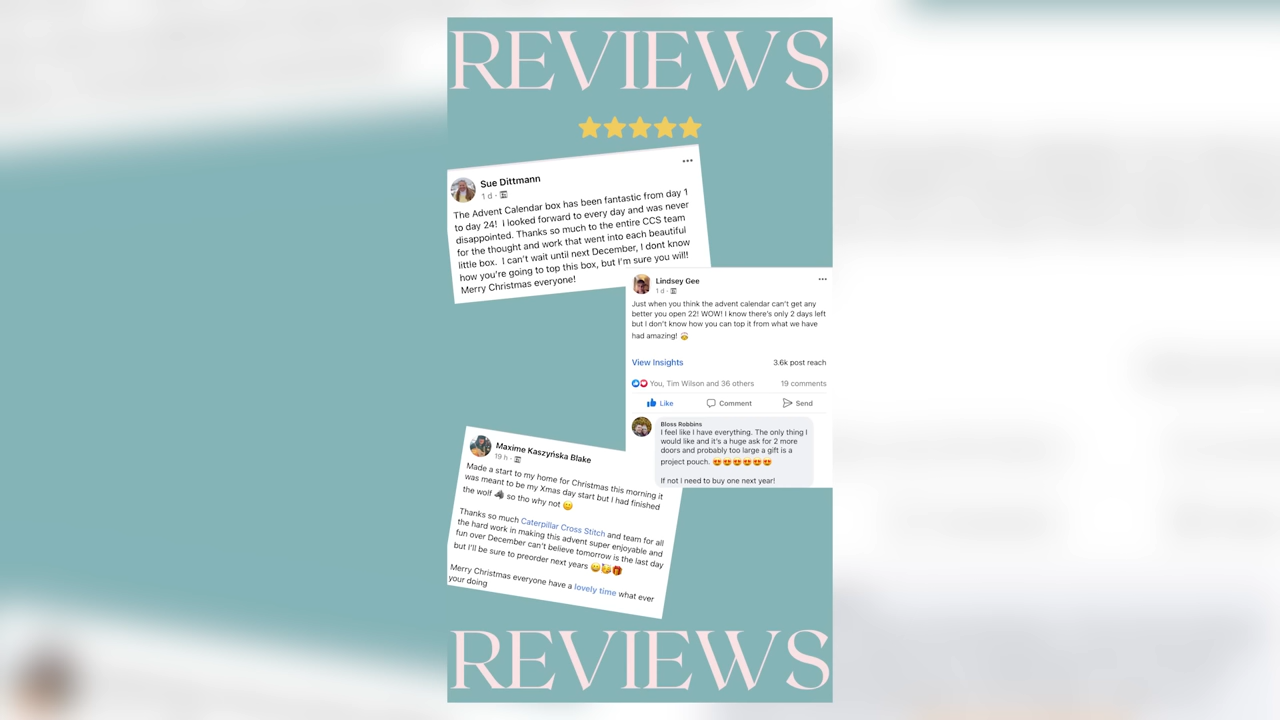 REVIEWS
Sue Dittmann
1 d ·
The Advent Calendar box has been fantastic from day 1
to day 24! I looked forward to every day and was never
disappointed. Thanks so much to the entire CCS team
for the thought and work that went into each beautiful
little box. I can't wait until next December, I dont know
how you're going to top this box, but I'm sure you will!
Merry Christmas everyone!
Lindsey Gee
1 d ·
Just when you think the advent calendar can't get any
better you open 22! WOW! I know there's only 2 days left
but I don't know how you can top it from what we have
had amazing! 🤶
View Insights
3.6k post reach
You, Tim Wilson and 36 others
19 comments
Like
Comment
Send
Bloss Robbins
I feel like I have everything. The only thing I
would like and it's a huge ask for 2 more
doors and probably too large a gift is a
project pouch. 😍😍😍😍😍😍
If not I need to buy one next year!
Maxime Kaszyńska Blake
19 h ·
Made a start to my home for Christmas this morning it
was meant to be my Xmas day start but I had finished
the wolf 🐺 so tho why not 🙂
Thanks so much Caterpillar Cross Stitch and team for all
the hard work in making this advent super enjoyable and
fun over December can't believe tomorrow is the last day
but I'll be sure to preorder next years 😊🥳🎁
Merry Christmas everyone have a lovely time what ever
your doing
REVIEWS